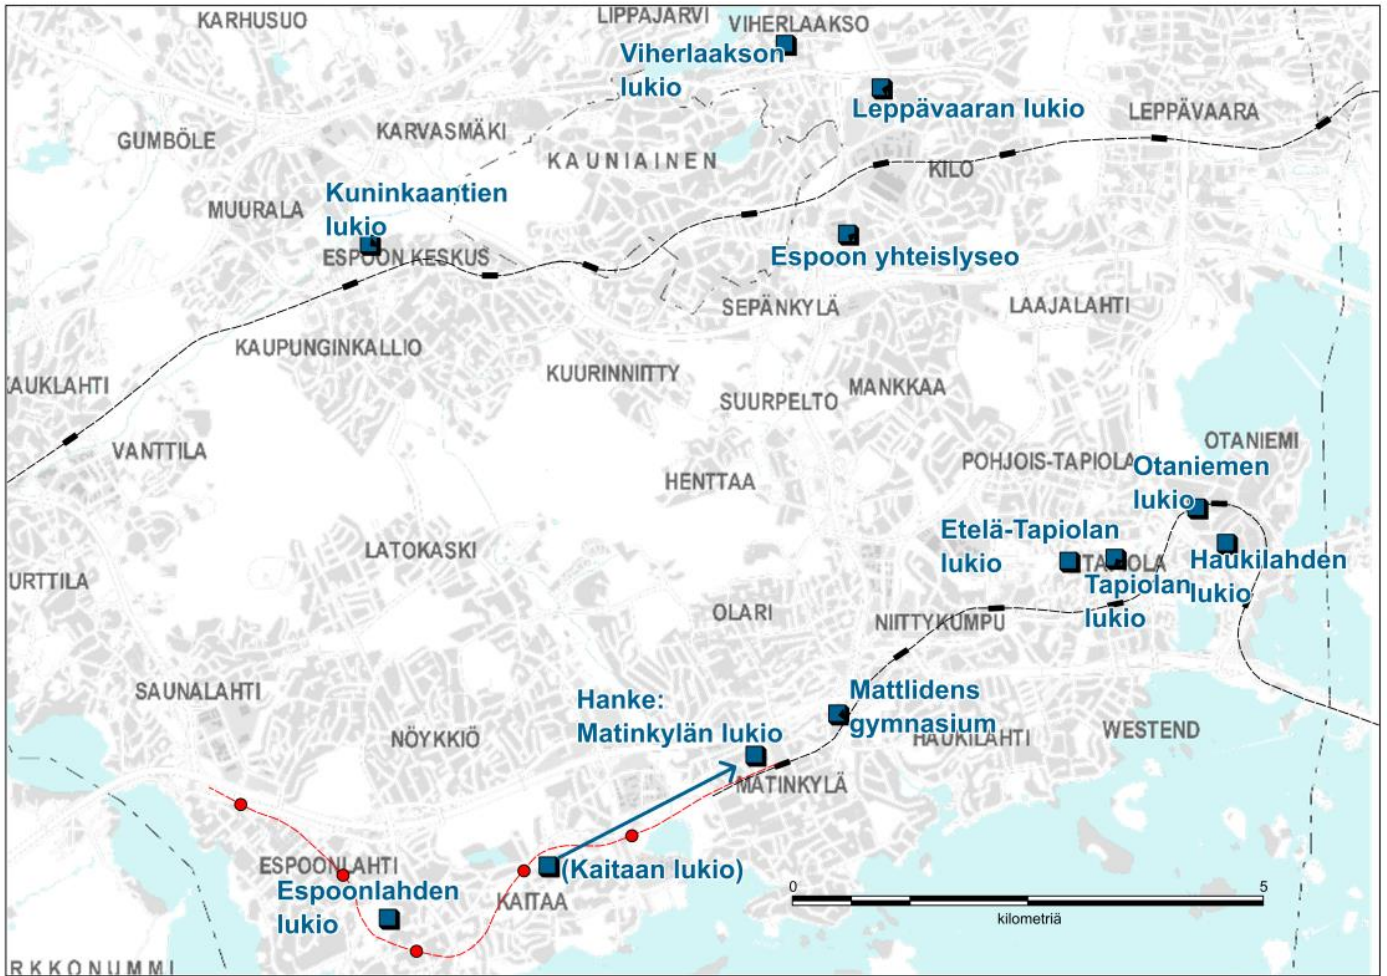 KARHUSUO
LIPPAJÄRVI
VIHERLAAKSO
Viherlaakson
lukio
Leppävaaran lukio
LEPPÄVAARA
GUMBÖLE
KARVASMÄKI
KAUNIAINEN
KILO
Kuninkaantien
lukio
MUURALA
ESPOON KESKUS
Espoon yhteislyseo
SEPÄNKYLÄ
LAAJALAHTI
KAUPUNGINKALLIO
KUURINNIITTY
MANKKAA
AUKLAHTI
SUURPELTO
VANTTILA
HENTTAA
POHJOIS-TAPIOLA
OTANIEMI
Otaniemen
lukio
Etelä-Tapiolan
lukio
LATOKASKI
TAPIOLA
Haukilahden
lukio
Tapiolan
lukio
URTTILA
OLARI
NIITTYKUMPU
SAUNALAHTI
Hanke:
Matinkylän lukio
Mattlidens
gymnasium
NÖYKKIÖ
HAUKILAHTI
WESTEND
MATINKYLÄ
ESPOONLAHTI
Espoonlahden
lukio
(Kaitaan lukio)
KAITAA
0 5
kilometriä
RKKONUMMI